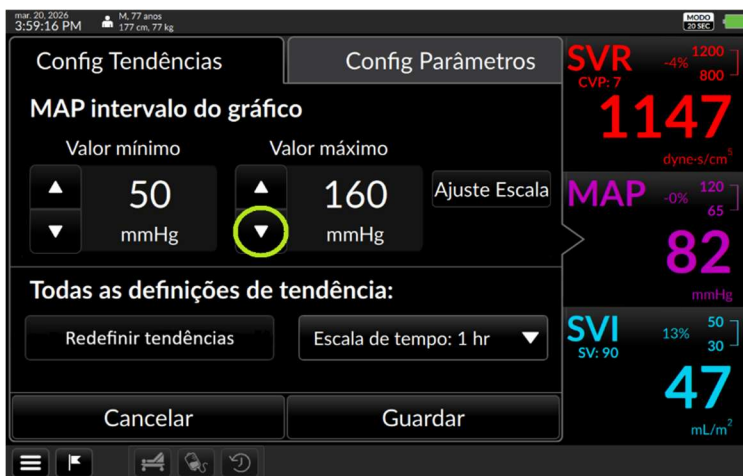 mar. 20, 2026
3:59:16 PM
M, 77 anos
177 cm, 77 kg
MODO
20 SEC
Config Tendências
Config Parâmetros
MAP intervalo do gráfico
Valor mínimo
Valor máximo
50
mmHg
160
mmHg
Ajuste Escala
Todas as definições de tendência:
Redefinir tendências
Escala de tempo: 1 hr
Cancelar
Guardar
SVR
CVP: 7
-4%
1200
800
1147
dyne·s/cm⁵
MAP
-0%
120
65
82
mmHg
SVI
SV: 90
13%
50
30
47
mL/m²